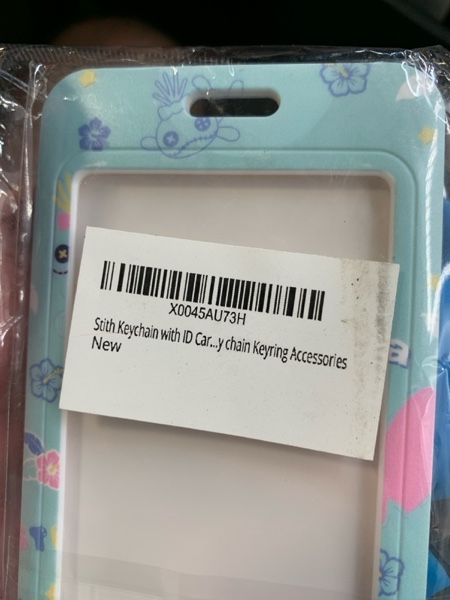 X0045AU73H
Stith Keychain with ID Car...y chain Keyring Accessories
New